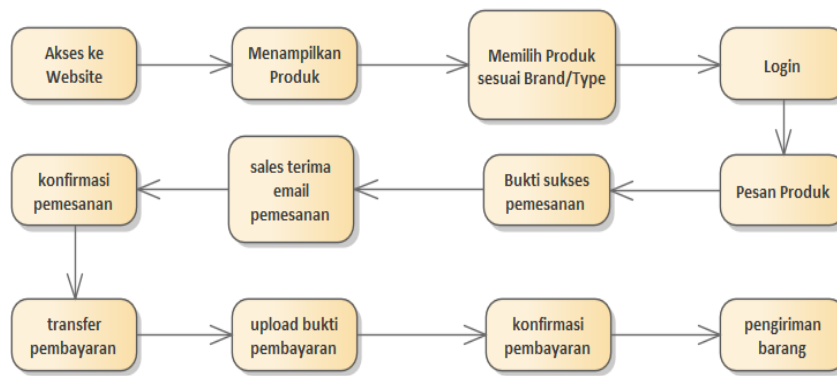 Akses ke
Website
Menampilkan
Produk
Memilih Produk
sesuai Brand/Type
Login
Pesan Produk
Bukti sukses
pemesanan
sales terima
email
pemesanan
konfirmasi
pemesanan
transfer
pembayaran
upload bukti
pembayaran
konfirmasi
pembayaran
pengiriman
barang